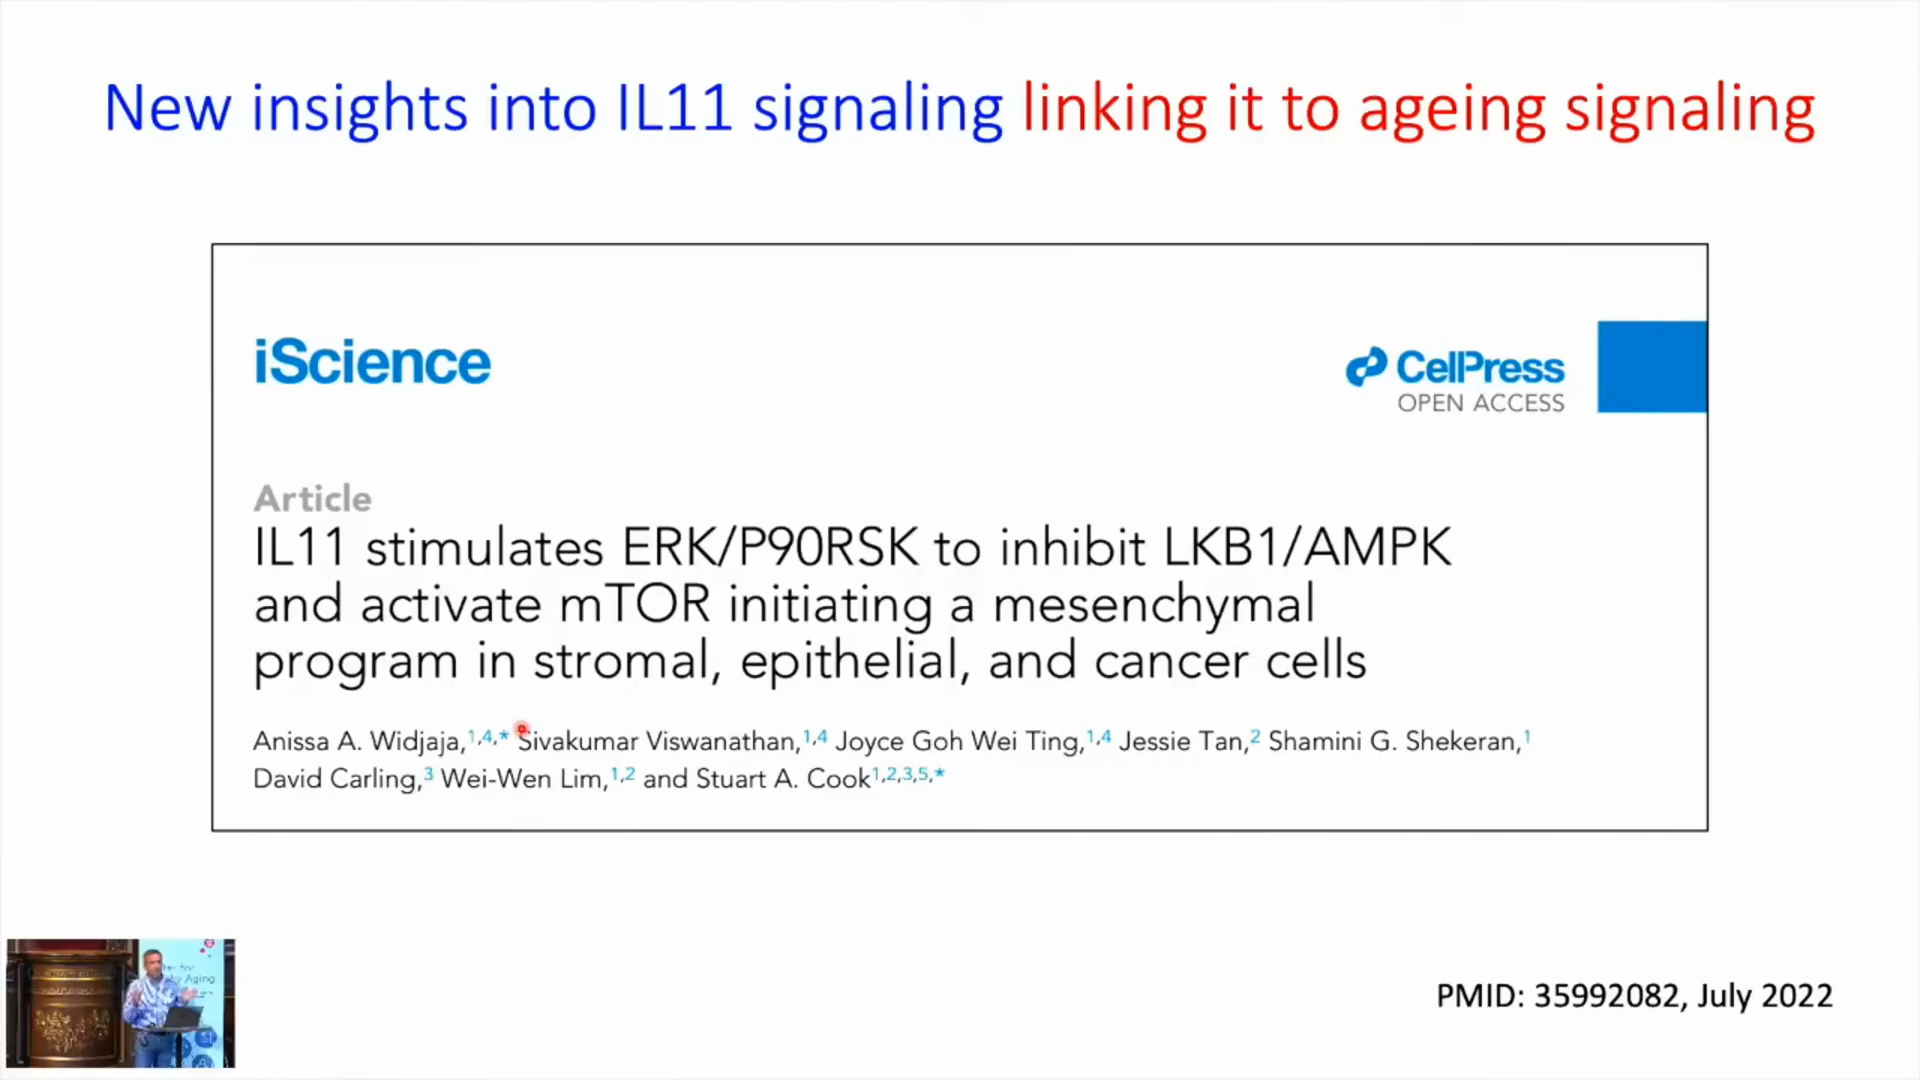 New insights into IL11 signaling linking it to ageing signaling
iScience
CellPress
OPEN ACCESS
Article
IL11 stimulates ERK/P90RSK to inhibit LKB1/AMPK
and activate mTOR initiating a mesenchymal
program in stromal, epithelial, and cancer cells
Anissa A. Widjaja,1,4,* Sivakumar Viswanathan,1,4 Joyce Goh Wei Ting,1,4 Jessie Tan,2 Shamini G. Shekeran,1
David Carling,3 Wei-Wen Lim,1,2 and Stuart A. Cook1,2,3,5,*
Aging
PMID: 35992082, July 2022